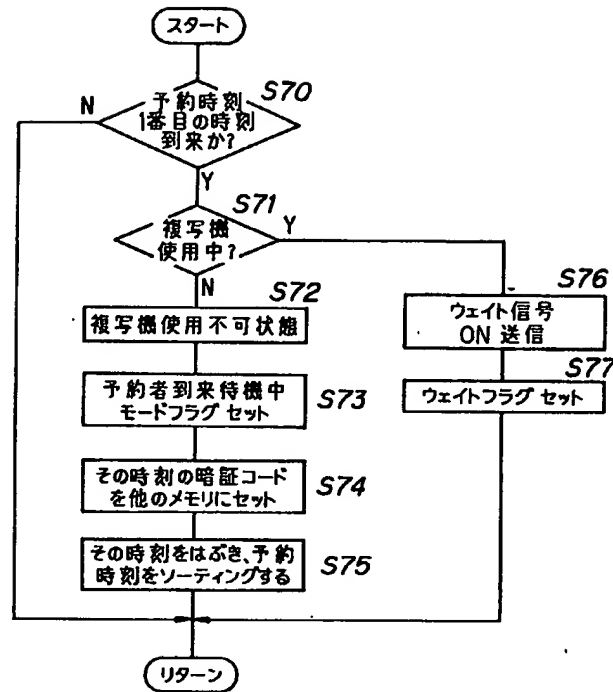 スタート
S70
予約時刻
1番目の時刻
到来か?
N
Y
S71
複写機
使用中?
Y
N
S72
複写機使用不可状態
S76
ウェイト信号
ON 送信
S77
ウェイトフラグ セット
予約者到来待機中
モードフラグ セット
S73
その時刻の暗証コード
を他のメモリにセット
S74
その時刻をはぶき、予約
時刻をソーティングする
S75
リターン